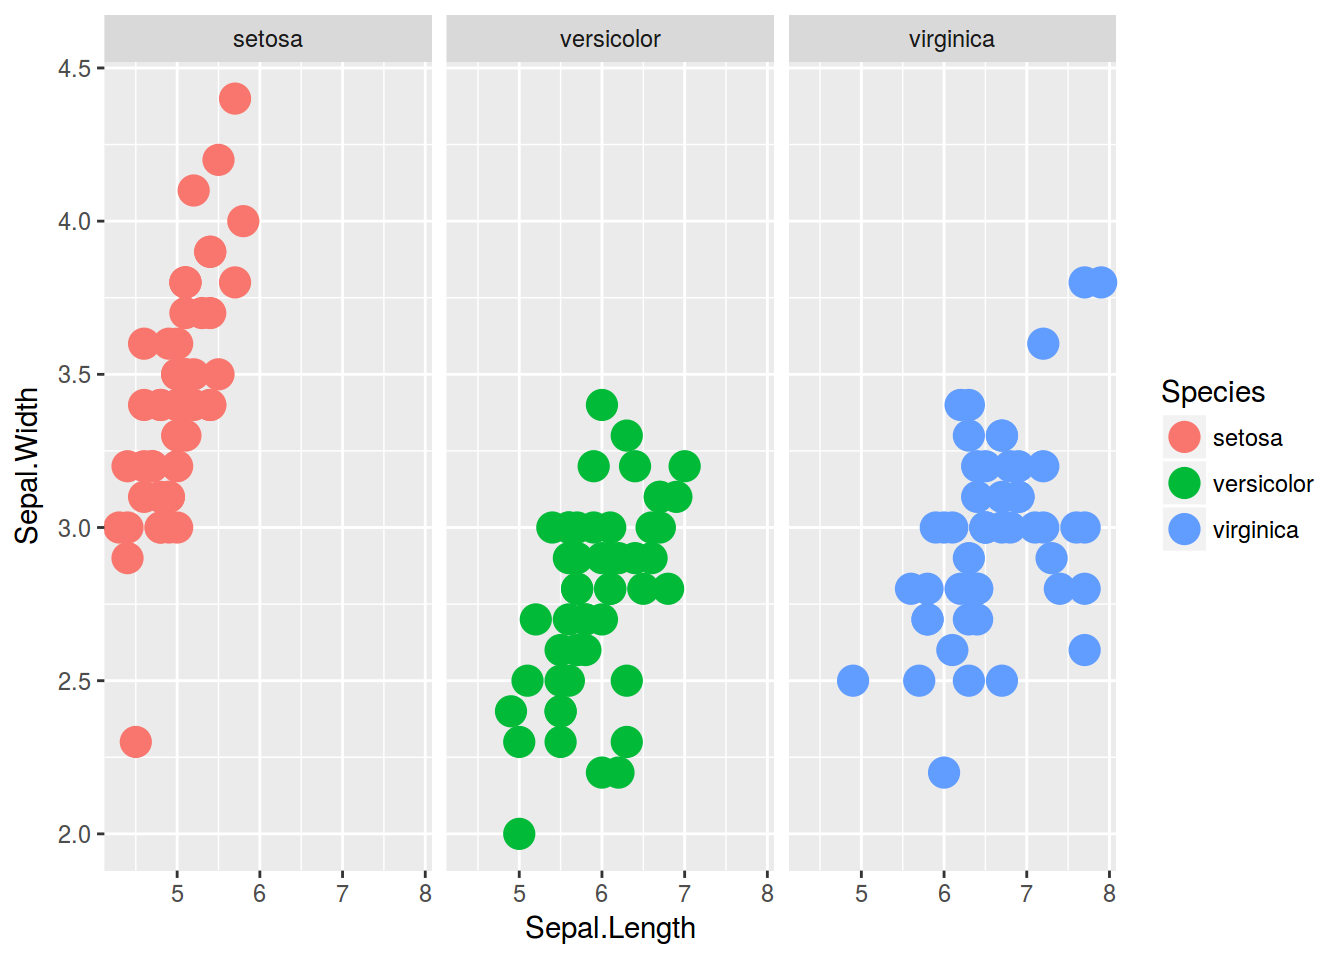 setosa versicolor virginica
4.5
4.0
3.5
3.0
2.5
2.0
Sepal.Width
5 6 7 8 5 6 7 8 5 6 7 8
Sepal.Length
Species
setosa
versicolor
virginica